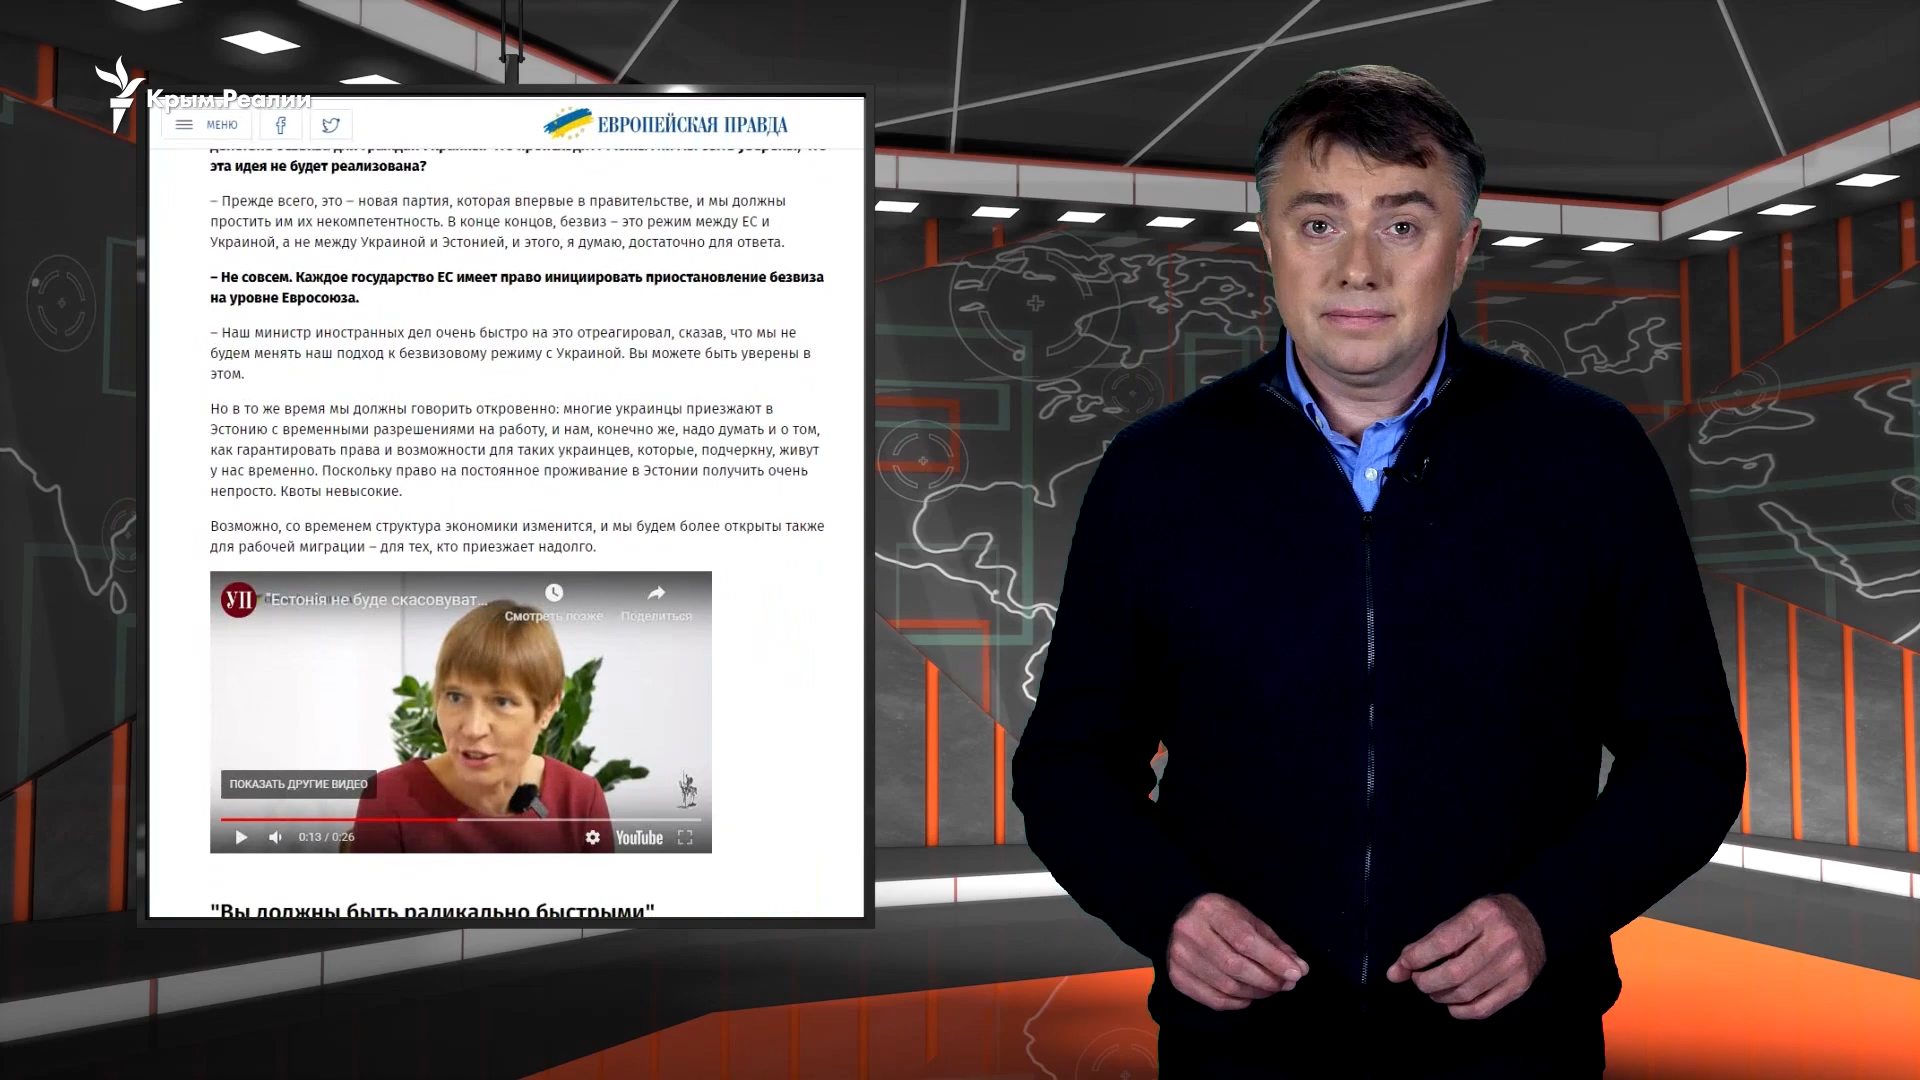 Крым.Реалии
МЕНЮ
ЕВРОПЕЙСКАЯ ПРАВДА
эта идея не будет реализована?
– Прежде всего, это – новая партия, которая впервые в правительстве, и мы должны
простить им их некомпетентность. В конце концов, безвиз – это режим между ЕС и
Украиной, а не между Украиной и Эстонией, и этого, я думаю, достаточно для ответа.
– Не совсем. Каждое государство ЕС имеет право инициировать приостановление безвиза
на уровне Евросоюза.
– Наш министр иностранных дел очень быстро на это отреагировал, сказав, что мы не
будем менять наш подход к безвизовому режиму с Украиной. Вы можете быть уверены в
этом.
Но в то же время мы должны говорить откровенно: многие украинцы приезжают в
Эстонию с временными разрешениями на работу, и нам, конечно же, надо думать и о том,
как гарантировать права и возможности для таких украинцев, которые, подчеркну, живут
у нас временно. Поскольку право на постоянное проживание в Эстонии получить очень
непросто. Квоты невысокие.
Возможно, со временем структура экономики изменится, и мы будем более открыты также
для рабочей миграции – для тех, кто приезжает надолго.
УП "Естонія не буде скасовуват...
Смотреть позже Поделиться
ПОКАЗАТЬ ДРУГИЕ ВИДЕО
0:13 / 0:26 YouTube
"Вы должны быть радикально быстрыми"